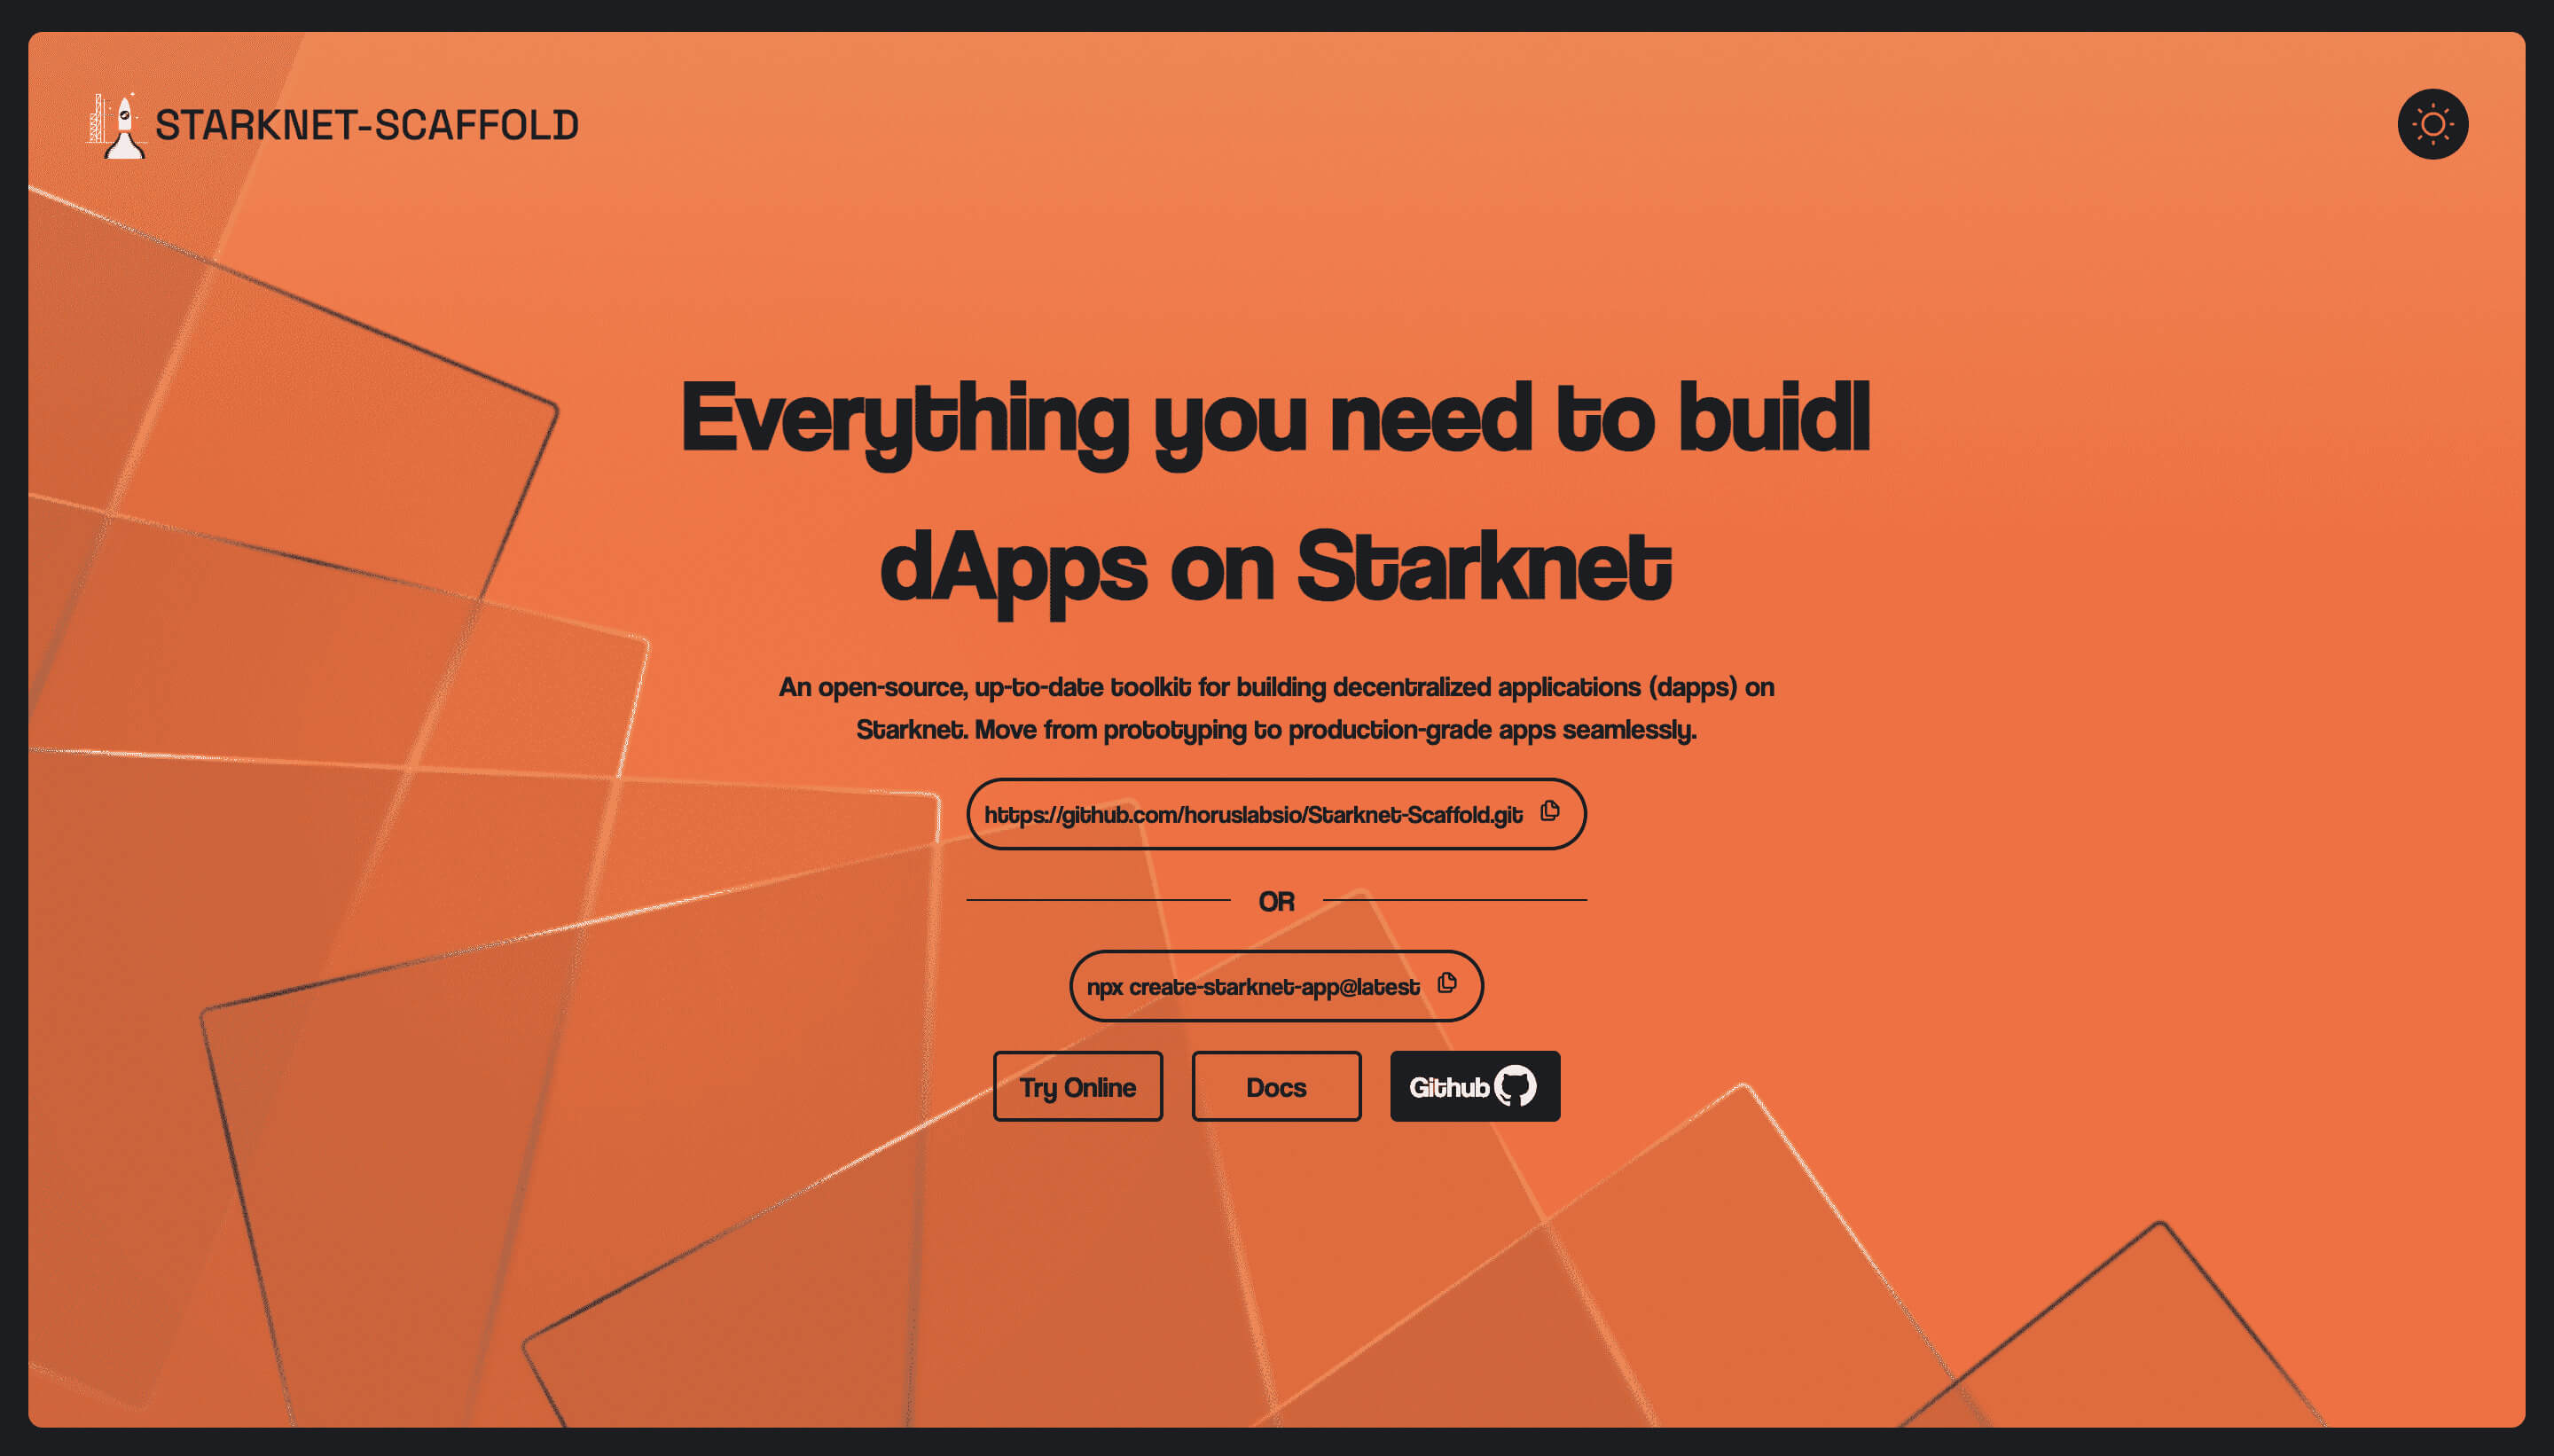 STARKNET-SCAFFOLD
Everything you need to buidl
dApps on Starknet
An open-source, up-to-date toolkit for building decentralized applications (dapps) on
Starknet. Move from prototyping to production-grade apps seamlessly.
https://github.com/horuslabsio/Starknet-Scaffold.git
OR
npx create-starknet-app@latest
Try Online
Docs
Github